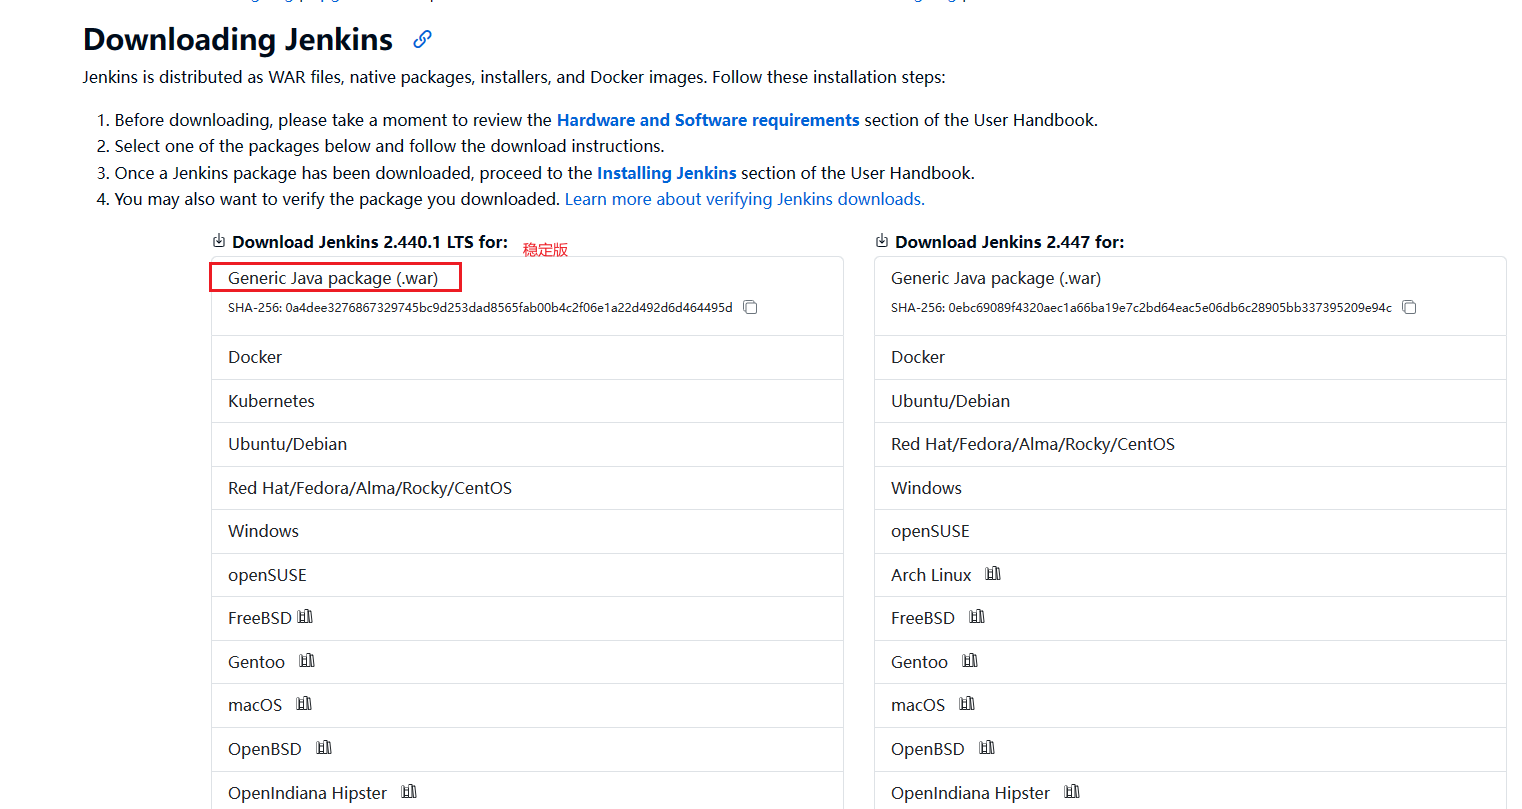 Downloading Jenkins
Jenkins is distributed as WAR files, native packages, installers, and Docker images. Follow these installation steps:
1. Before downloading, please take a moment to review the Hardware and Software requirements section of the User Handbook.
2. Select one of the packages below and follow the download instructions.
3. Once a Jenkins package has been downloaded, proceed to the Installing Jenkins section of the User Handbook.
4. You may also want to verify the package you downloaded. Learn more about verifying Jenkins downloads.
Download Jenkins 2.440.1 LTS for:
稳定版
Generic Java package (.war)
SHA-256: 0a4dee3276867329745bc9d253dad8565fab00b4c2f06e1a22d492d6d464495d
Docker
Kubernetes
Ubuntu/Debian
Red Hat/Fedora/Alma/Rocky/CentOS
Windows
openSUSE
FreeBSD
Gentoo
macOS
OpenBSD
OpenIndiana Hipster
Download Jenkins 2.447 for:
Generic Java package (.war)
SHA-256: 0ebc69089f4320aec1a66ba19e7c2bd64eac5e06db6c28905bb337395209e94c
Docker
Ubuntu/Debian
Red Hat/Fedora/Alma/Rocky/CentOS
Windows
openSUSE
Arch Linux
FreeBSD
Gentoo
macOS
OpenBSD
OpenIndiana Hipster